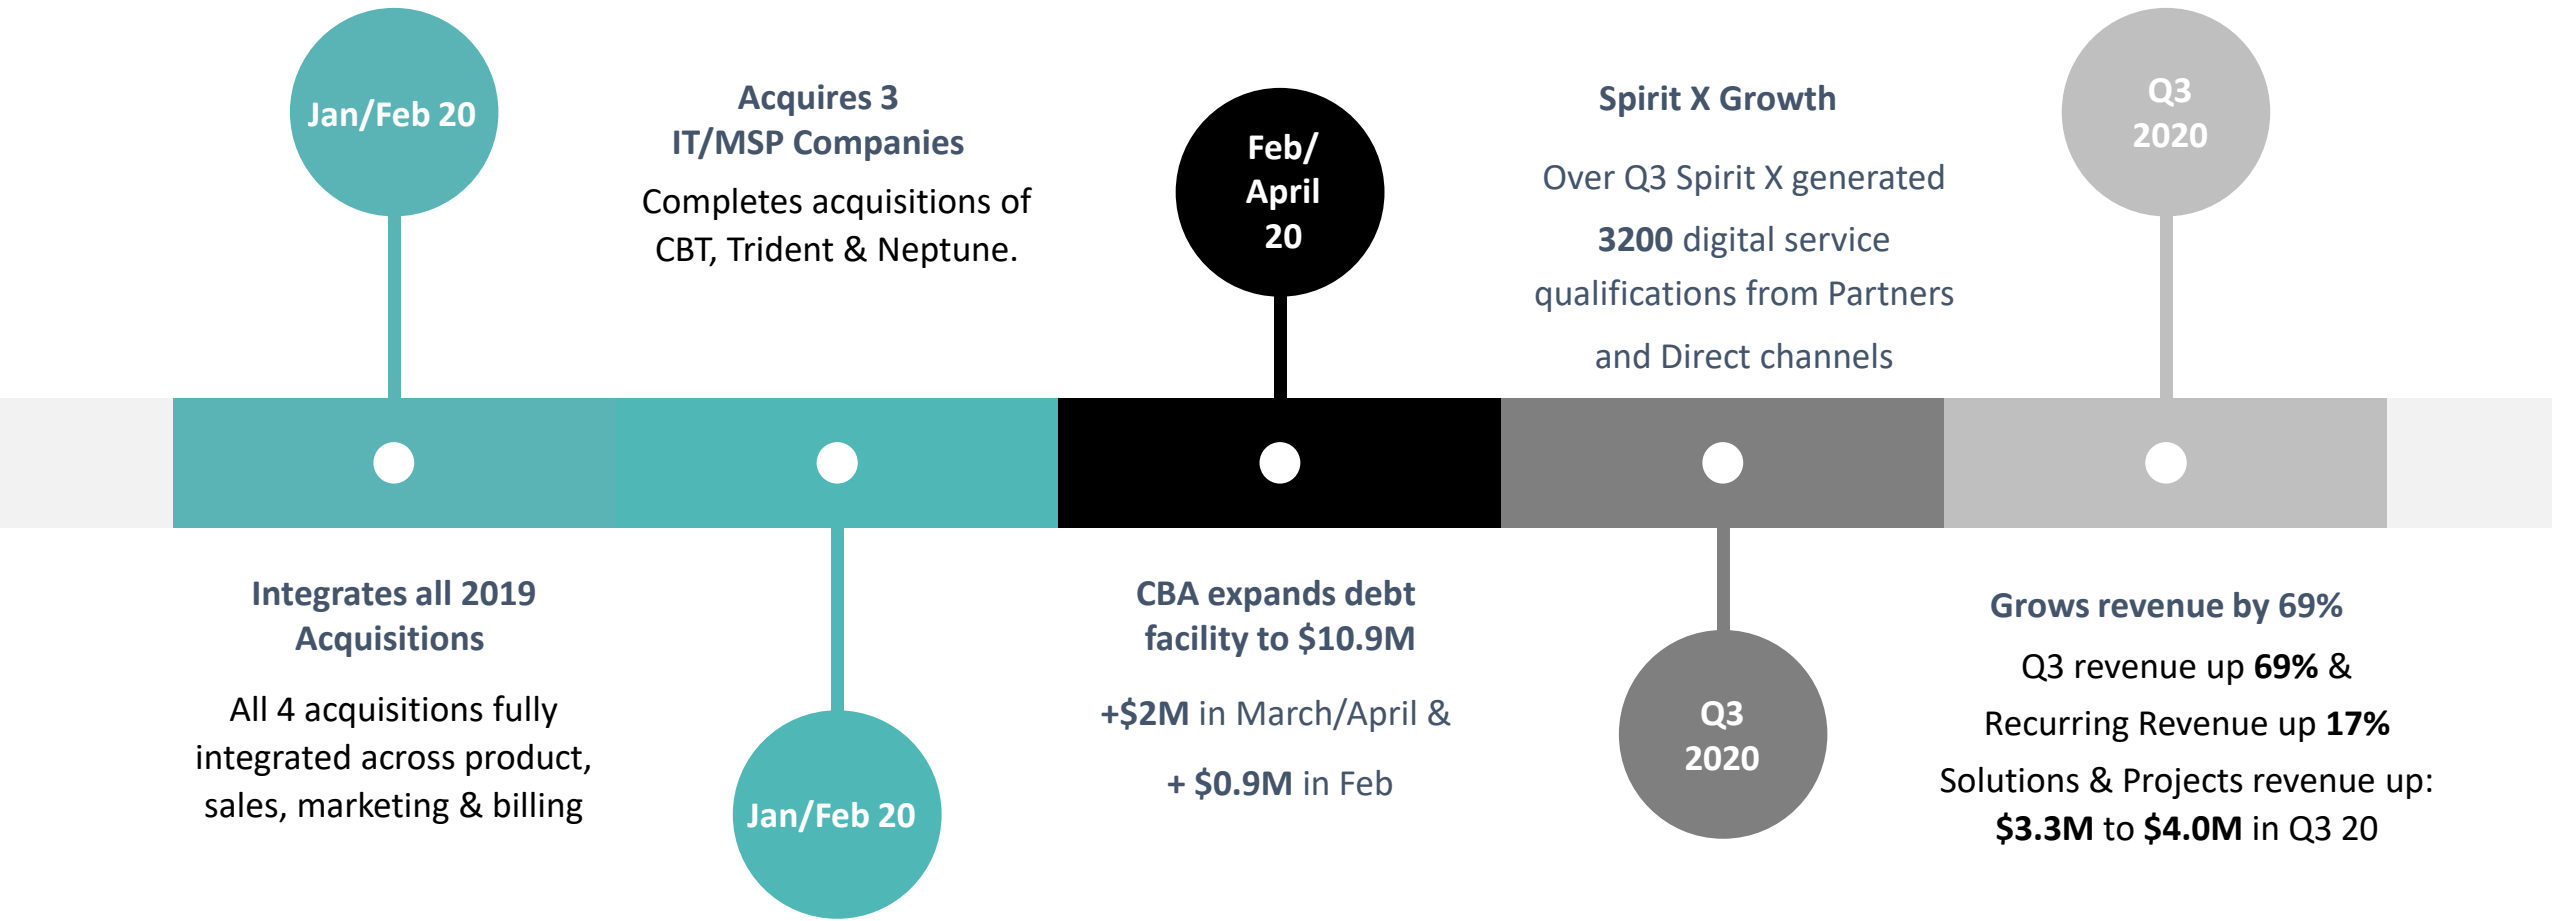 Jan/Feb 20
Integrates all 2019
Acquisitions
All 4 acquisitions fully
integrated across product,
sales, marketing & billing
Acquires 3
IT/MSP Companies
Completes acquisitions of
CBT, Trident & Neptune.
Jan/Feb 20
Feb/
April
20
CBA expands debt
facility to $10.9M
+$2M in March/April &
+ $0.9M in Feb
Spirit X Growth
Over Q3 Spirit X generated
3200 digital service
qualifications from Partners
and Direct channels
Q3
2020
Q3
2020
Grows revenue by 69%
Q3 revenue up 69% &
Recurring Revenue up 17%
Solutions & Projects revenue up:
$3.3M to $4.0M in Q3 20